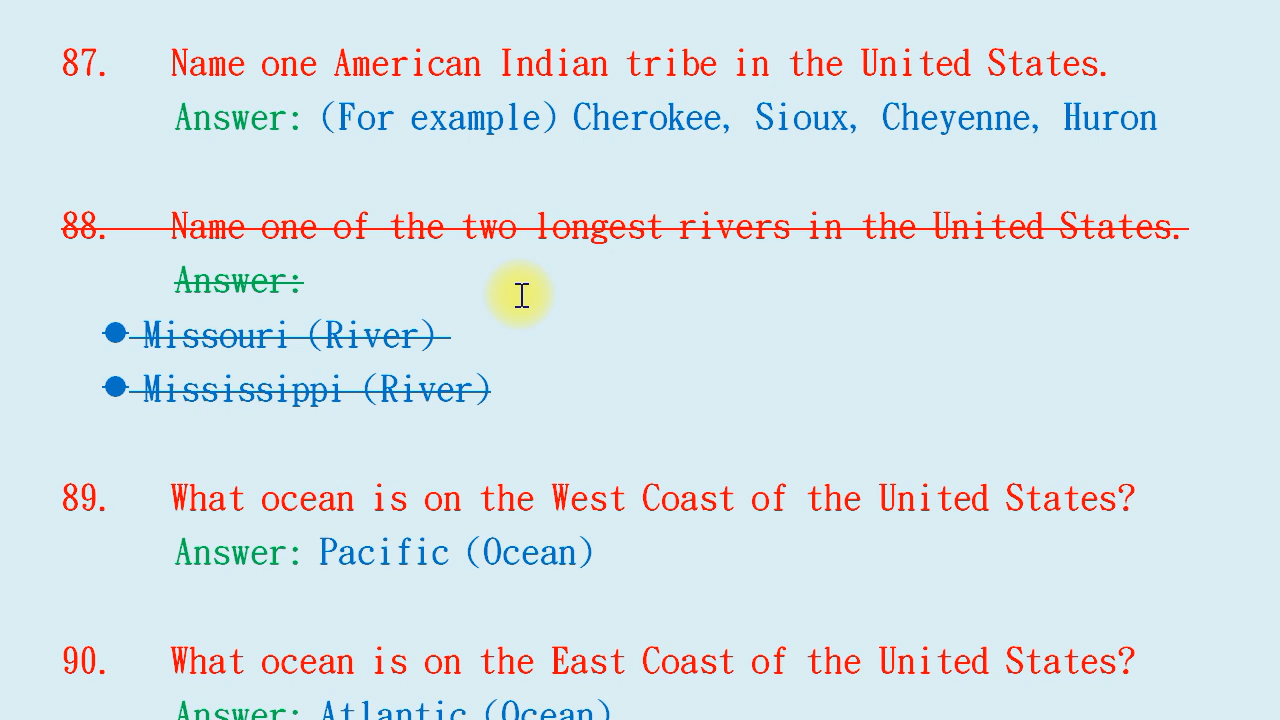 87. Name one American Indian tribe in the United States.
Answer: (For example) Cherokee, Sioux, Cheyenne, Huron
88. Name one of the two longest rivers in the United States.
Answer:
● Missouri (River)
● Mississippi (River)
89. What ocean is on the West Coast of the United States?
Answer: Pacific (Ocean)
90. What ocean is on the East Coast of the United States?
Answer: Atlantic (Ocean)